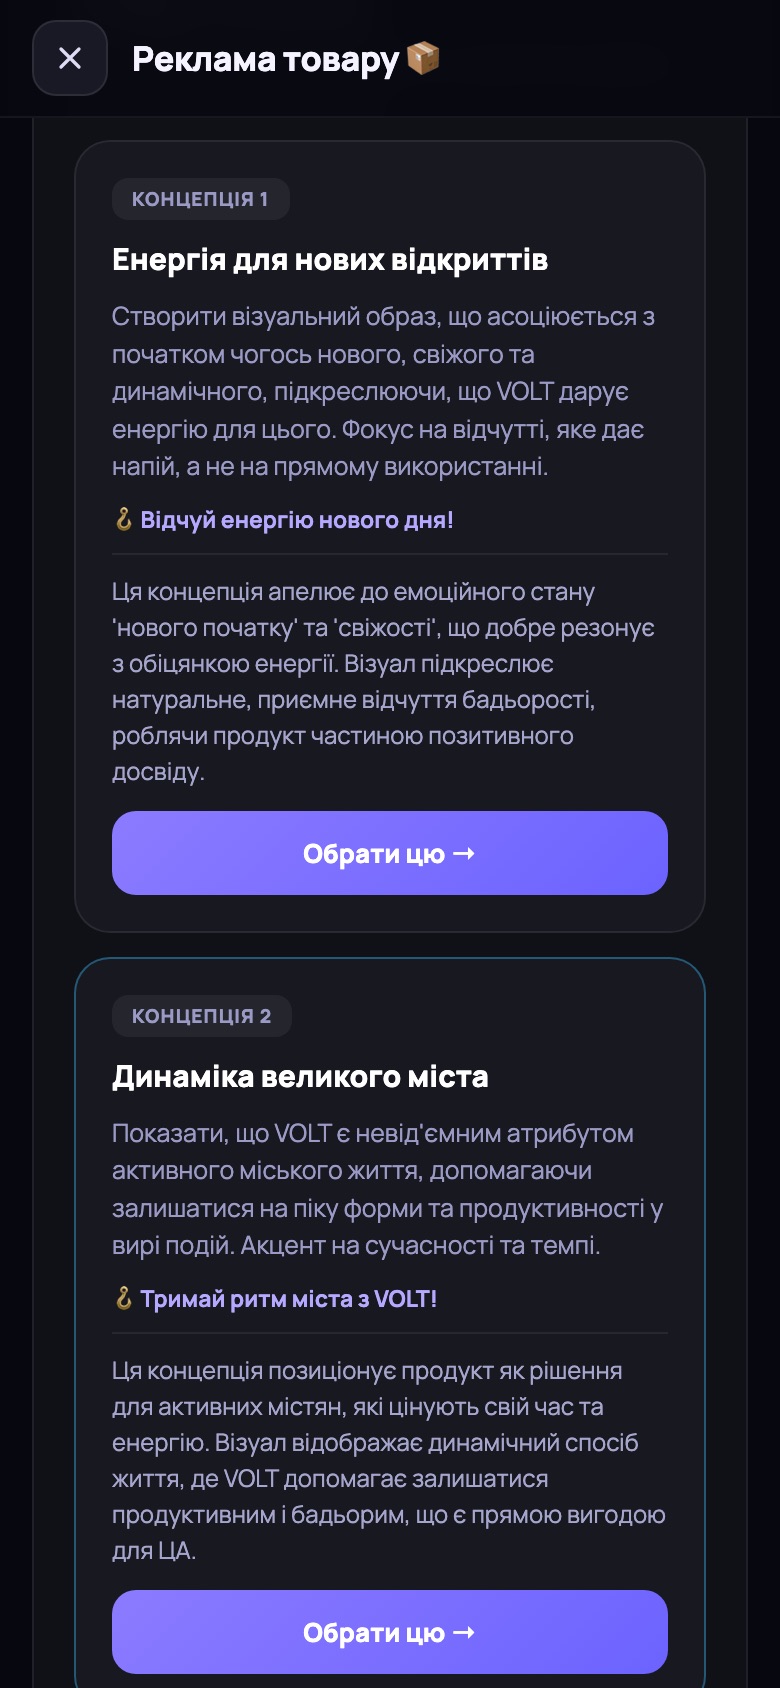 Реклама товару
КОНЦЕПЦІЯ 1
Енергія для нових відкриттів
Створити візуальний образ, що асоціюється з
початком чогось нового, свіжого та
динамічного, підкреслюючи, що VOLT дарує
енергію для цього. Фокус на відчутті, яке дає
напій, а не на прямому використанні.
Відчуй енергію нового дня!
Ця концепція апелює до емоційного стану
'нового початку' та 'свіжості', що добре резонує
з обіцянкою енергії. Візуал підкреслює
натуральне, приємне відчуття бадьорості,
роблячи продукт частиною позитивного
досвіду.
Обрати цю →
КОНЦЕПЦІЯ 2
Динаміка великого міста
Показати, що VOLT є невід'ємним атрибутом
активного міського життя, допомагаючи
залишатися на піку форми та продуктивності у
вирі подій. Акцент на сучасності та темпі.
Тримай ритм міста з VOLT!
Ця концепція позиціонує продукт як рішення
для активних містян, які цінують свій час та
енергію. Візуал відображає динамічний спосіб
життя, де VOLT допомагає залишатися
продуктивним і бадьорим, що є прямою вигодою
для ЦА.
Обрати цю →